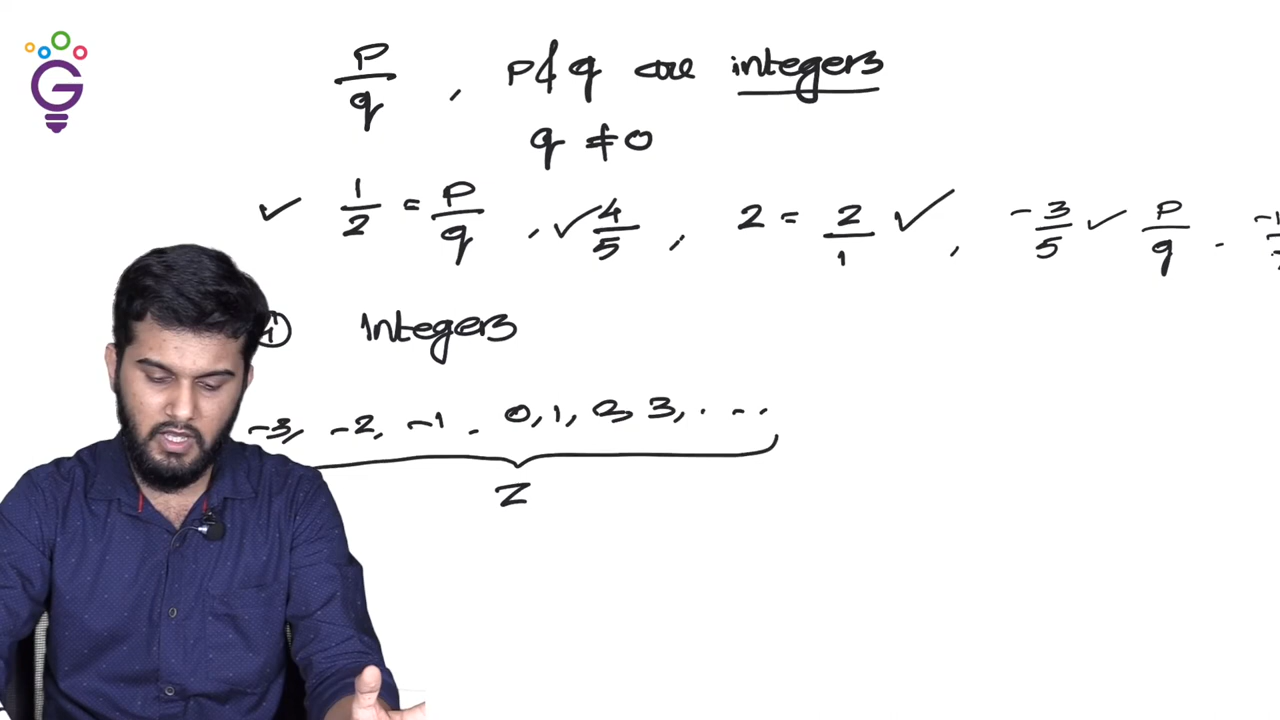 G
p/q , p & q are integers
q ≠ 0
✓ 1/2 = p/q , ✓ 4/5 , 2 = 2/1 ✓ , -3/5 ✓ p/q .
Integers
-3, -2, -1 . 0, 1, 2, 3, . . . .
Z